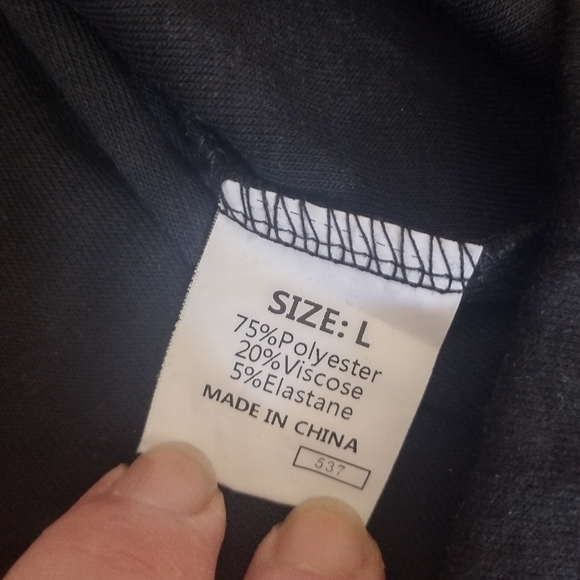 SIZE: L
75%Polyester
20%Viscose
5%Elastane
MADE IN CHINA
537